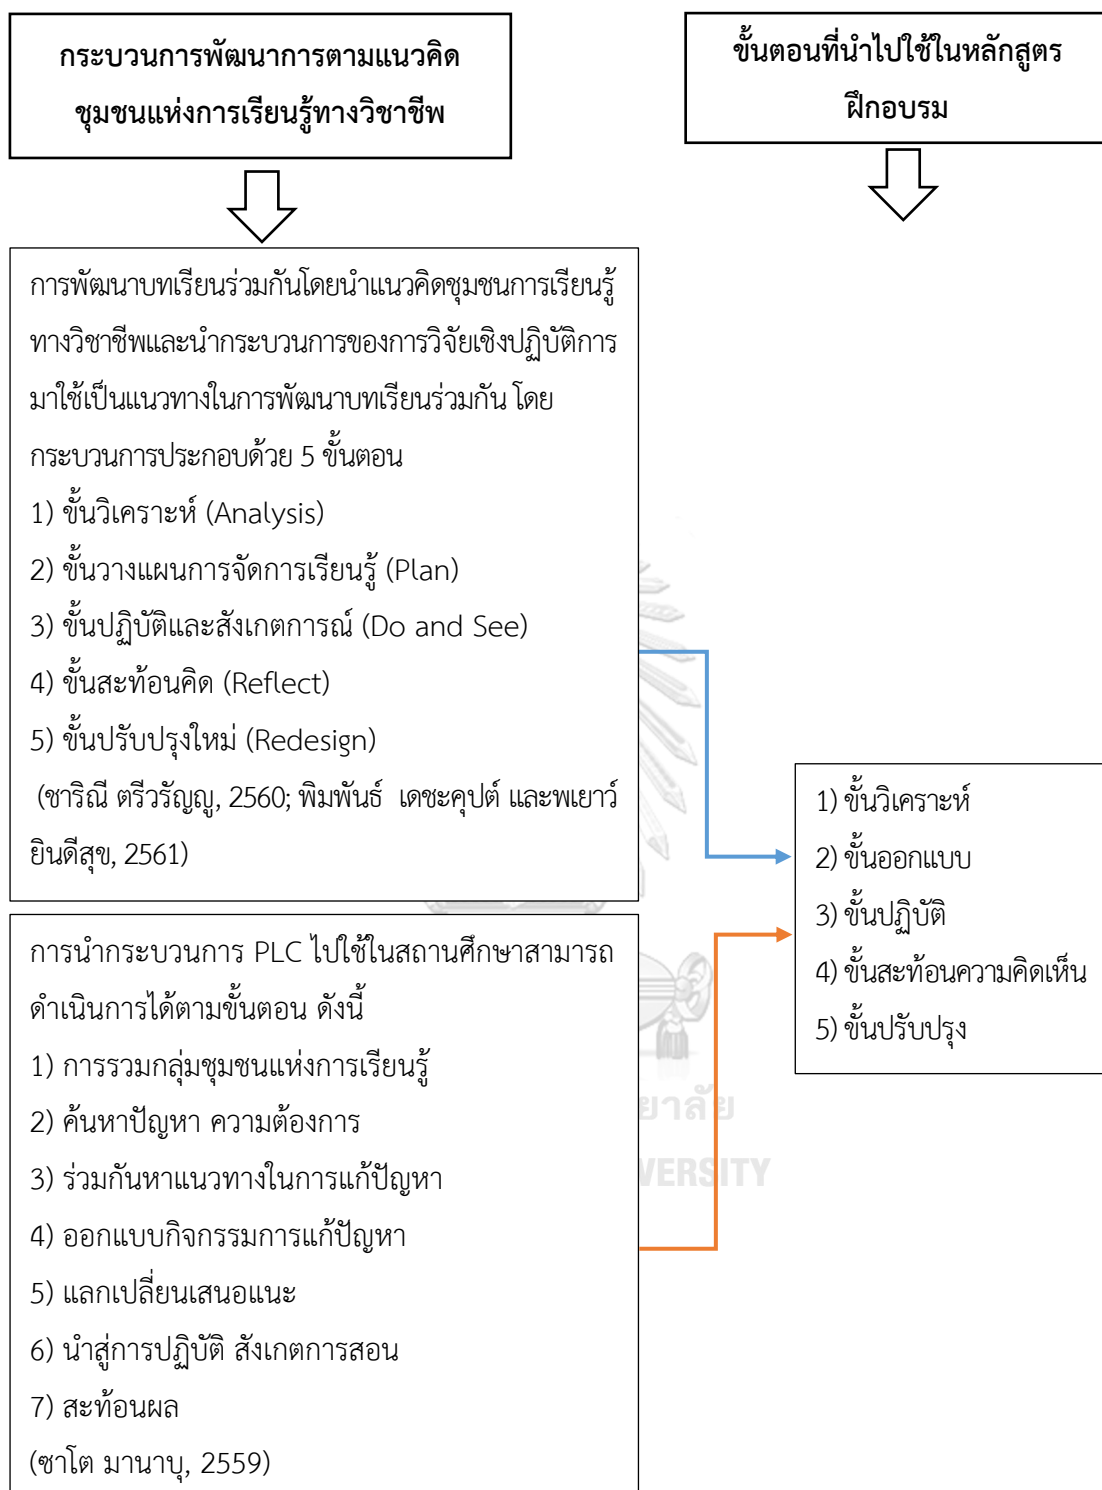 กระบวนการพัฒนาการตามแนวคิด
ชุมชนแห่งการเรียนรู้ทางวิชาชีพ
ขั้นตอนที่นำไปใช้ในหลักสูตร
ฝึกอบรม
การพัฒนาบทเรียนร่วมกันโดยนำแนวคิดชุมชนการเรียนรู้
ทางวิชาชีพและนำกระบวนการของการวิจัยเชิงปฏิบัติการ
มาใช้เป็นแนวทางในการพัฒนาบทเรียนร่วมกัน โดย
กระบวนการประกอบด้วย 5 ขั้นตอน
1) ขั้นวิเคราะห์ (Analysis)
2) ขั้นวางแผนการจัดการเรียนรู้ (Plan)
3) ขั้นปฏิบัติและสังเกตการณ์ (Do and See)
4) ขั้นสะท้อนคิด (Reflect)
5) ขั้นปรับปรุงใหม่ (Redesign)
(ชาริณี ตรีวรัญญู, 2560; พิมพันธ์ เดชะคุปต์ และพเยาว์
ยินดีสุข, 2561)
การนำกระบวนการ PLC ไปใช้ในสถานศึกษาสามารถ
ดำเนินการได้ตามขั้นตอน ดังนี้
1) การรวมกลุ่มชุมชนแห่งการเรียนรู้
2) ค้นหาปัญหา ความต้องการ
3) ร่วมกันหาแนวทางในการแก้ปัญหา
4) ออกแบบกิจกรรมการแก้ปัญหา
5) แลกเปลี่ยนเสนอแนะ
6) นำสู่การปฏิบัติ สังเกตการสอน
7) สะท้อนผล
(ซาโต มานาบุ, 2559)
1) ขั้นวิเคราะห์
2) ขั้นออกแบบ
3) ขั้นปฏิบัติ
4) ขั้นสะท้อนความคิดเห็น
5) ขั้นปรับปรุง
ยาลัย
VERSITY